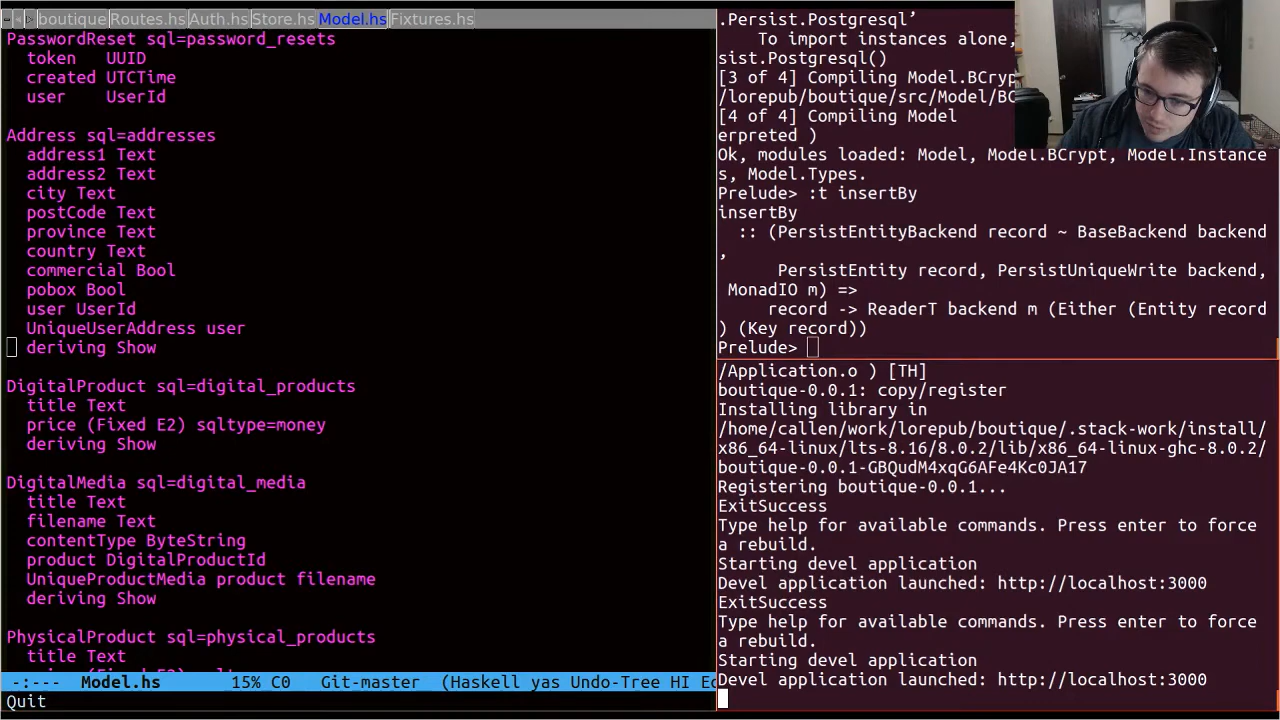 boutique Routes.hs Auth.hs Store.hs Model.hs Fixtures.hs
PasswordReset sql=password_resets
token UUID
created UTCTime
user UserId
Address sql=addresses
address1 Text
address2 Text
city Text
postCode Text
province Text
country Text
commercial Bool
pobox Bool
user UserId
UniqueUserAddress user
deriving Show
DigitalProduct sql=digital_products
title Text
price (Fixed E2) sqltype=money
deriving Show
DigitalMedia sql=digital_media
title Text
filename Text
contentType ByteString
product DigitalProductId
UniqueProductMedia product filename
deriving Show
PhysicalProduct sql=physical_products
title Text
-:--- Model.hs 15% C0 Git-master (Haskell yas Undo-Tree HI Ec
Quit
.Persist.Postgresql’
To import instances alone,
sist.Postgresql()
[3 of 4] Compiling Model.BCryp
/lorepub/boutique/src/Model/BC
[4 of 4] Compiling Model
erpreted )
Ok, modules loaded: Model, Model.BCrypt, Model.Instance
s, Model.Types.
Prelude> :t insertBy
insertBy
:: (PersistEntityBackend record ~ BaseBackend backend
,
PersistEntity record, PersistUniqueWrite backend,
MonadIO m) =>
record -> ReaderT backend m (Either (Entity record
) (Key record))
Prelude>
/Application.o ) [TH]
boutique-0.0.1: copy/register
Installing library in
/home/callen/work/lorepub/boutique/.stack-work/install/
x86_64-linux/lts-8.16/8.0.2/lib/x86_64-linux-ghc-8.0.2/
boutique-0.0.1-GBQudM4xqG6AFe4Kc0JA17
Registering boutique-0.0.1...
ExitSuccess
Type help for available commands. Press enter to force
a rebuild.
Starting devel application
Devel application launched: http://localhost:3000
ExitSuccess
Type help for available commands. Press enter to force
a rebuild.
Starting devel application
Devel application launched: http://localhost:3000